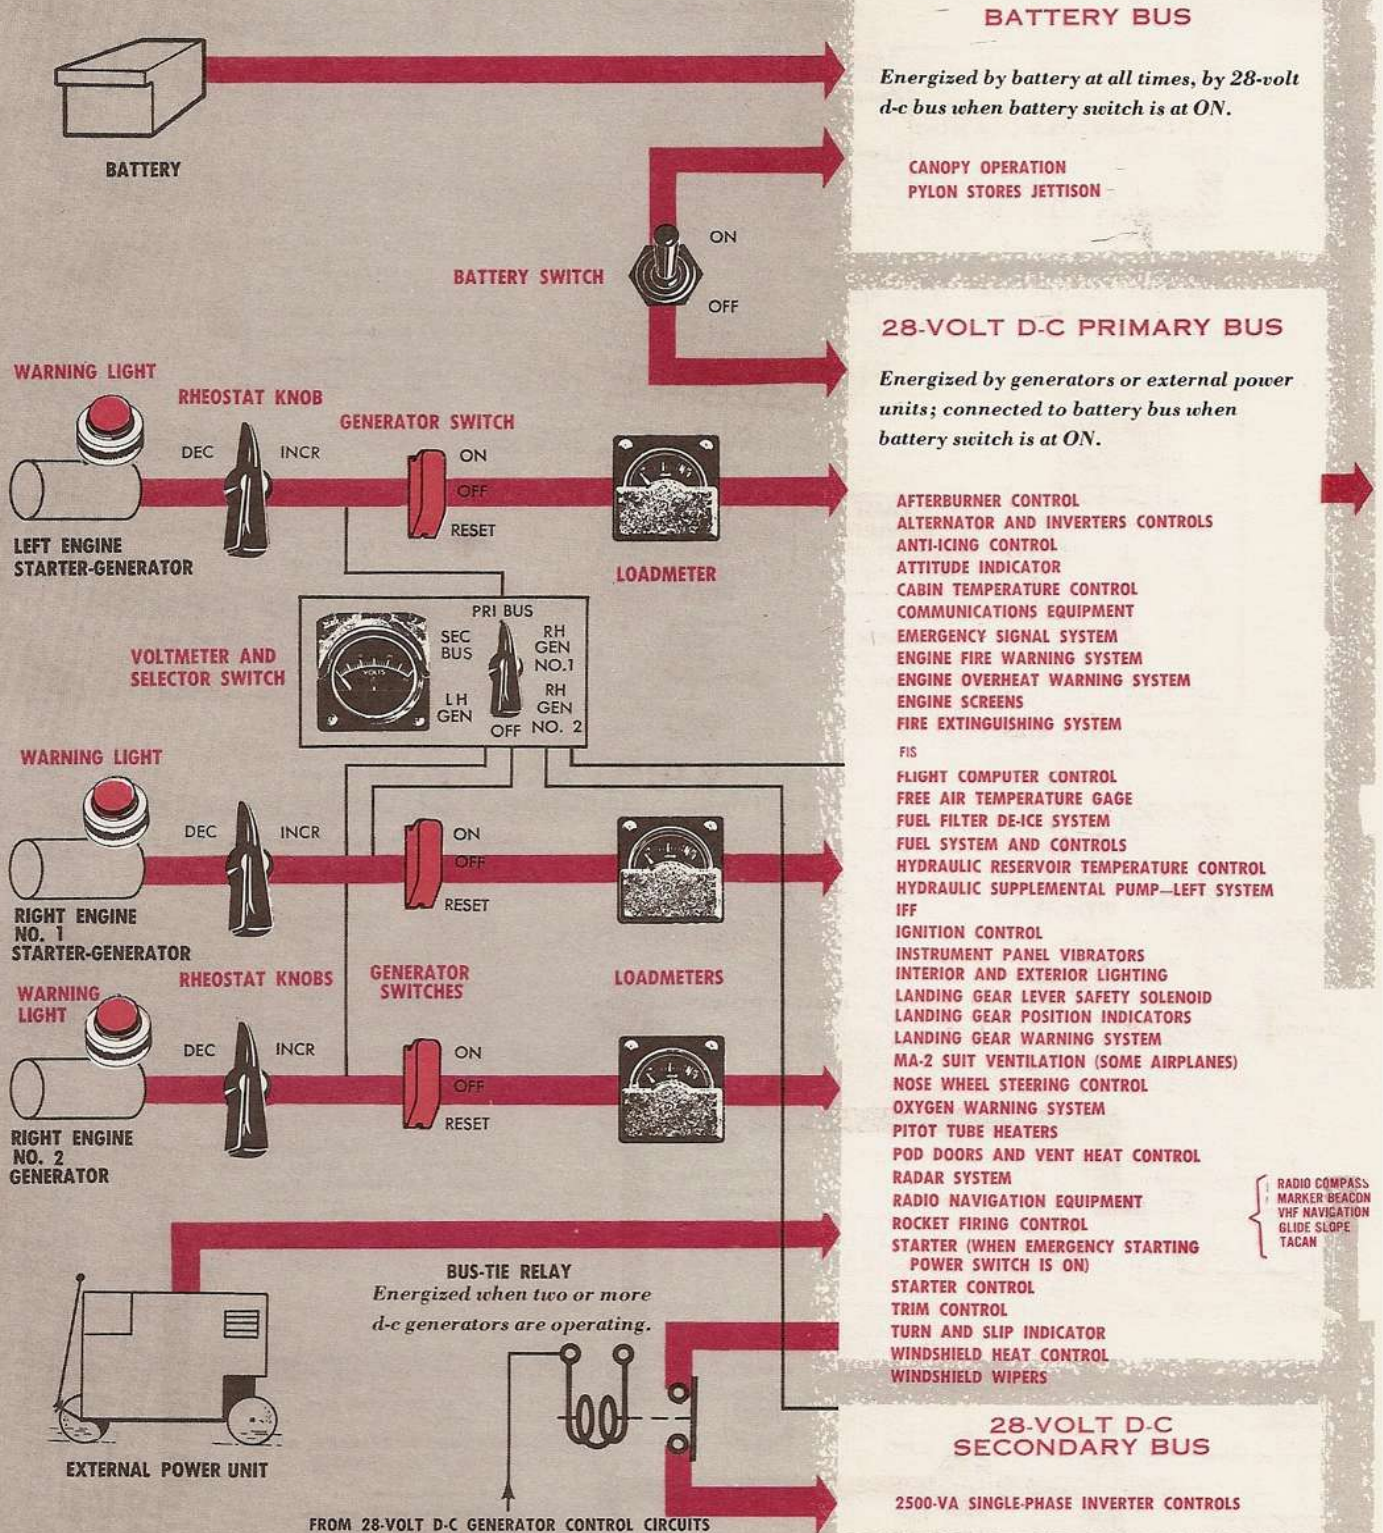 BATTERY BUS
Energized by battery at all times, by 28-volt
d-c bus when battery switch is at ON.
CANOPY OPERATION
PYLON STORES JETTISON
BATTERY
BATTERY SWITCH
ON
OFF
28-VOLT D-C PRIMARY BUS
Energized by generators or external power
units; connected to battery bus when
battery switch is at ON.
WARNING LIGHT
RHEOSTAT KNOB
GENERATOR SWITCH
DEC
INCR
ON
OFF
RESET
LEFT ENGINE
STARTER-GENERATOR
LOADMETER
VOLTMETER AND
SELECTOR SWITCH
VOLTS
PRI BUS
SEC
BUS
RH
GEN
NO.1
LH
GEN
RH
GEN
NO. 2
OFF
WARNING LIGHT
DEC
INCR
ON
OFF
RESET
RIGHT ENGINE
NO. 1
STARTER-GENERATOR
WARNING
LIGHT
RHEOSTAT KNOBS
GENERATOR
SWITCHES
LOADMETERS
DEC
INCR
ON
OFF
RESET
RIGHT ENGINE
NO. 2
GENERATOR
AFTERBURNER CONTROL
ALTERNATOR AND INVERTERS CONTROLS
ANTI-ICING CONTROL
ATTITUDE INDICATOR
CABIN TEMPERATURE CONTROL
COMMUNICATIONS EQUIPMENT
EMERGENCY SIGNAL SYSTEM
ENGINE FIRE WARNING SYSTEM
ENGINE OVERHEAT WARNING SYSTEM
ENGINE SCREENS
FIRE EXTINGUISHING SYSTEM
FIS
FLIGHT COMPUTER CONTROL
FREE AIR TEMPERATURE GAGE
FUEL FILTER DE-ICE SYSTEM
FUEL SYSTEM AND CONTROLS
HYDRAULIC RESERVOIR TEMPERATURE CONTROL
HYDRAULIC SUPPLEMENTAL PUMP—LEFT SYSTEM
IFF
IGNITION CONTROL
INSTRUMENT PANEL VIBRATORS
INTERIOR AND EXTERIOR LIGHTING
LANDING GEAR LEVER SAFETY SOLENOID
LANDING GEAR POSITION INDICATORS
LANDING GEAR WARNING SYSTEM
MA-2 SUIT VENTILATION (SOME AIRPLANES)
NOSE WHEEL STEERING CONTROL
OXYGEN WARNING SYSTEM
PITOT TUBE HEATERS
POD DOORS AND VENT HEAT CONTROL
RADAR SYSTEM
RADIO NAVIGATION EQUIPMENT
RADIO COMPASS
MARKER BEACON
VHF NAVIGATION
GLIDE SLOPE
TACAN
ROCKET FIRING CONTROL
STARTER (WHEN EMERGENCY STARTING
POWER SWITCH IS ON)
STARTER CONTROL
TRIM CONTROL
TURN AND SLIP INDICATOR
WINDSHIELD HEAT CONTROL
WINDSHIELD WIPERS
BUS-TIE RELAY
Energized when two or more
d-c generators are operating.
EXTERNAL POWER UNIT
FROM 28-VOLT D-C GENERATOR CONTROL CIRCUITS
28-VOLT D-C
SECONDARY BUS
2500-VA SINGLE-PHASE INVERTER CONTROLS